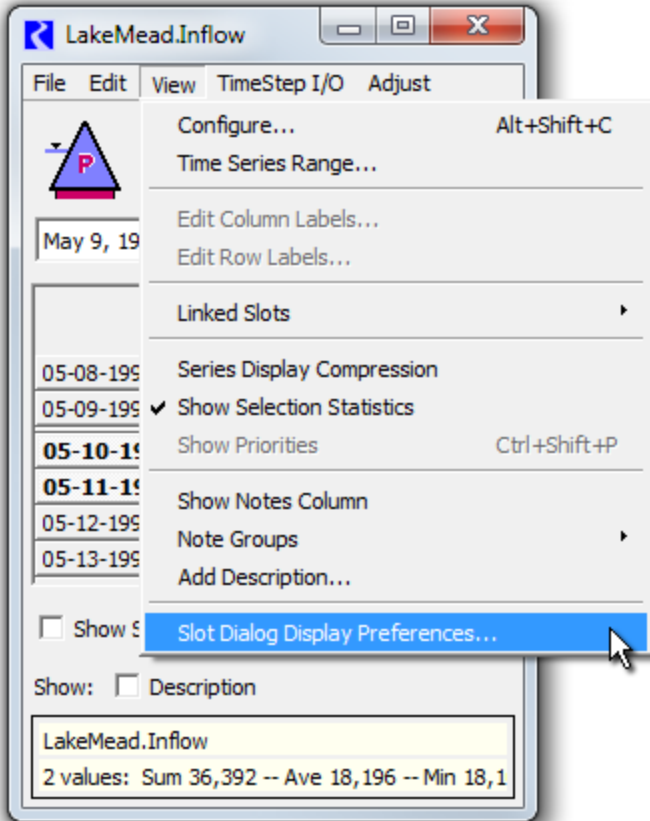 LakeMead.Inflow
File Edit View TimeStep I/O Adjust
Configure... Alt+Shift+C
Time Series Range...
P
Edit Column Labels...
May 9, 19
Edit Row Labels...
Linked Slots
05-08-199
Series Display Compression
05-09-199
Show Selection Statistics
05-10-19
Show Priorities Ctrl+Shift+P
05-11-19
Show Notes Column
05-12-199
Note Groups
05-13-199
Add Description...
Show S
Slot Dialog Display Preferences...
Show: Description
LakeMead.Inflow
2 values: Sum 36,392 -- Ave 18,196 -- Min 18,1